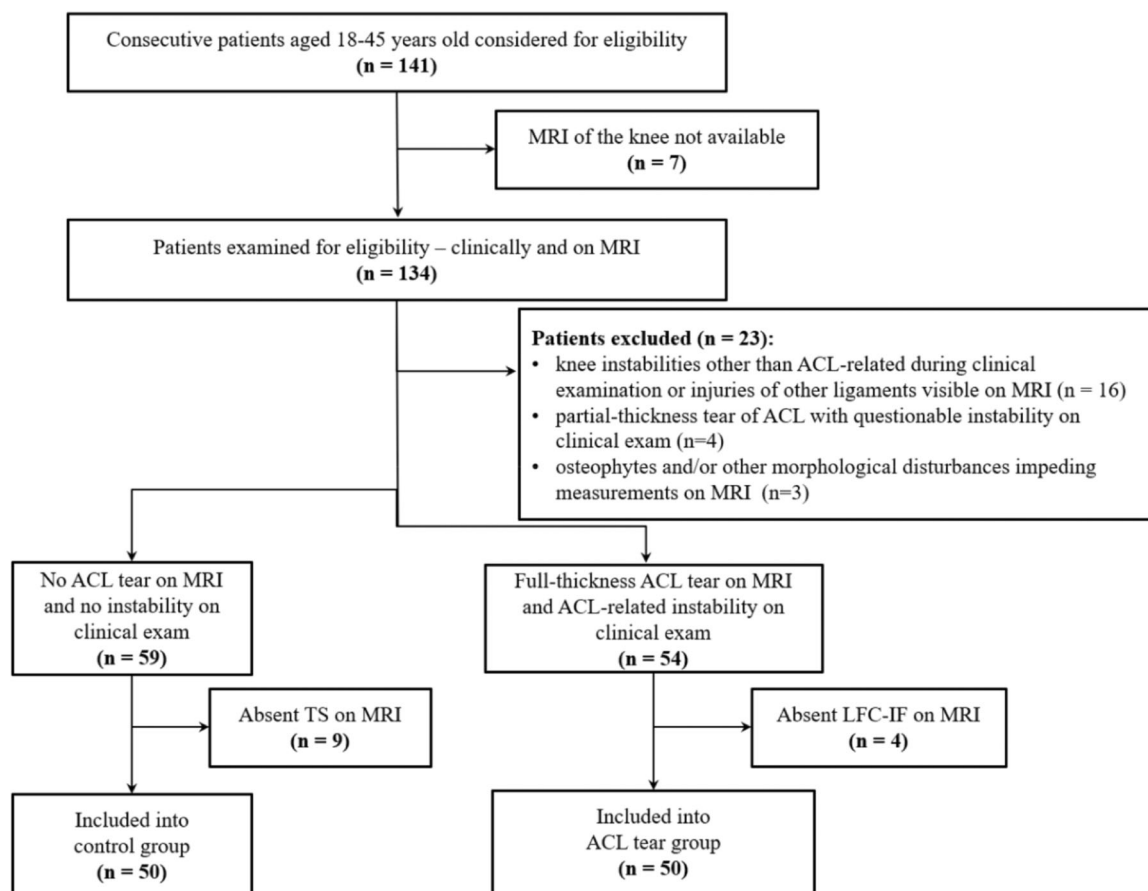 Consecutive patients aged 18-45 years old considered for eligibility
(n = 141)
MRI of the knee not available
(n = 7)
Patients examined for eligibility – clinically and on MRI
(n = 134)
Patients excluded (n = 23):
• knee instabilities other than ACL-related during clinical
examination or injuries of other ligaments visible on MRI (n = 16)
• partial-thickness tear of ACL with questionable instability on
clinical exam (n=4)
• osteophytes and/or other morphological disturbances impeding
measurements on MRI (n=3)
No ACL tear on MRI
and no instability on
clinical exam
(n = 59)
Full-thickness ACL tear on MRI
and ACL-related instability on
clinical exam
(n = 54)
Absent TS on MRI
(n = 9)
Absent LFC-IF on MRI
(n = 4)
Included into
control group
(n = 50)
Included into
ACL tear group
(n = 50)